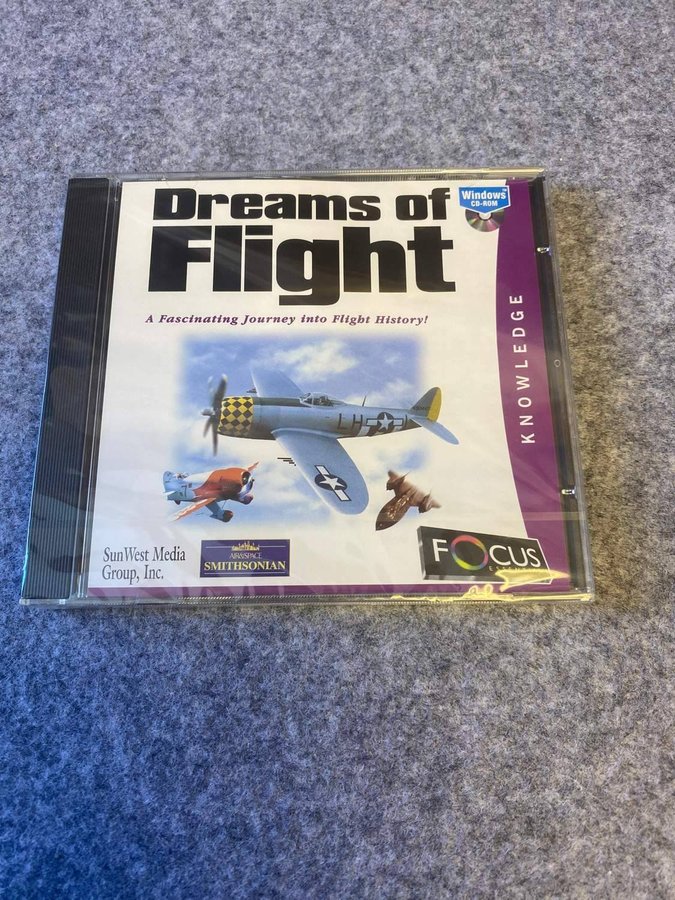 Dreams of
Flight
A Fascinating Journey into Flight History!
Windows
CD-ROM
KNOWLEDGE
LH
SunWest Media
Group, Inc.
AIR&SPACE
SMITHSONIAN
FOCUS